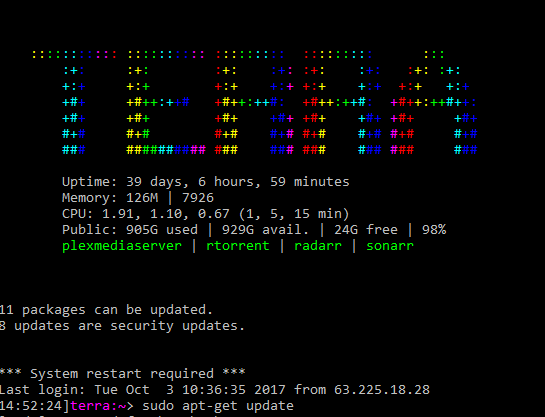 TERRA
Uptime: 39 days, 6 hours, 59 minutes
Memory: 126M | 7926
CPU: 1.91, 1.10, 0.67 (1, 5, 15 min)
Public: 905G used | 929G avail. | 24G free | 98%
plexmediaserver | rtorrent | radarr | sonarr
11 packages can be updated.
8 updates are security updates.
*** System restart required ***
Last login: Tue Oct 3 10:36:35 2017 from 63.225.18.28
14:52:24]terra:~> sudo apt-get update